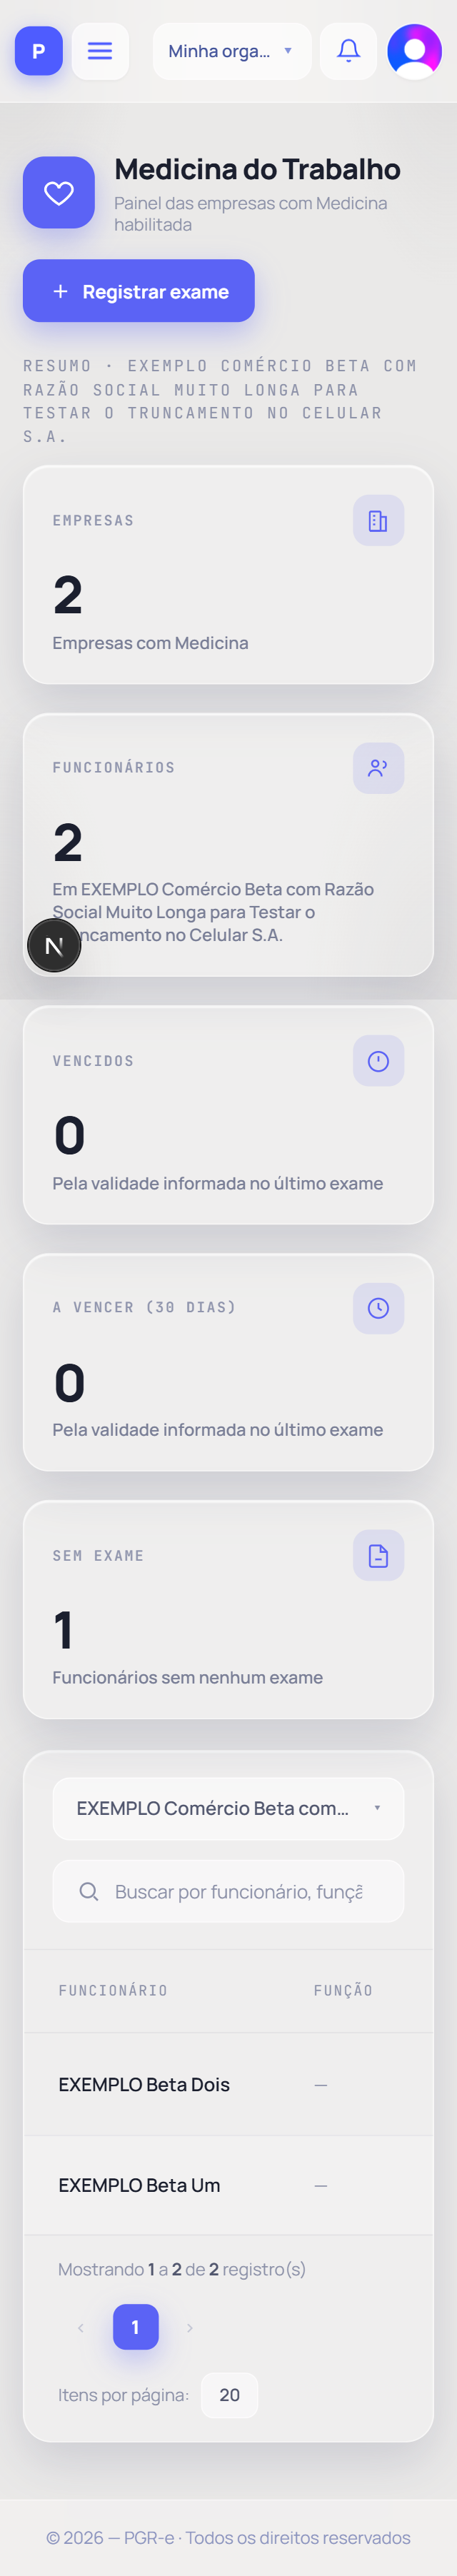 P
Minha orga...
Medicina do Trabalho
Painel das empresas com Medicina
habilitada
+ Registrar exame
RESUMO · EXEMPLO COMÉRCIO BETA COM
RAZÃO SOCIAL MUITO LONGA PARA
TESTAR O TRUNCAMENTO NO CELULAR
S.A.
EMPRESAS
2
Empresas com Medicina
FUNCIONÁRIOS
2
Em EXEMPLO Comércio Beta com Razão
Social Muito Longa para Testar o
ncamento no Celular S.A.
N
VENCIDOS
0
Pela validade informada no último exame
A VENCER (30 DIAS)
0
Pela validade informada no último exame
SEM EXAME
1
Funcionários sem nenhum exame
EXEMPLO Comércio Beta com...
Buscar por funcionário, funçã
FUNCIONÁRIO FUNÇÃO
EXEMPLO Beta Dois —
EXEMPLO Beta Um —
Mostrando 1 a 2 de 2 registro(s)
‹ 1 ›
Itens por página: 20
© 2026 — PGR-e · Todos os direitos reservados